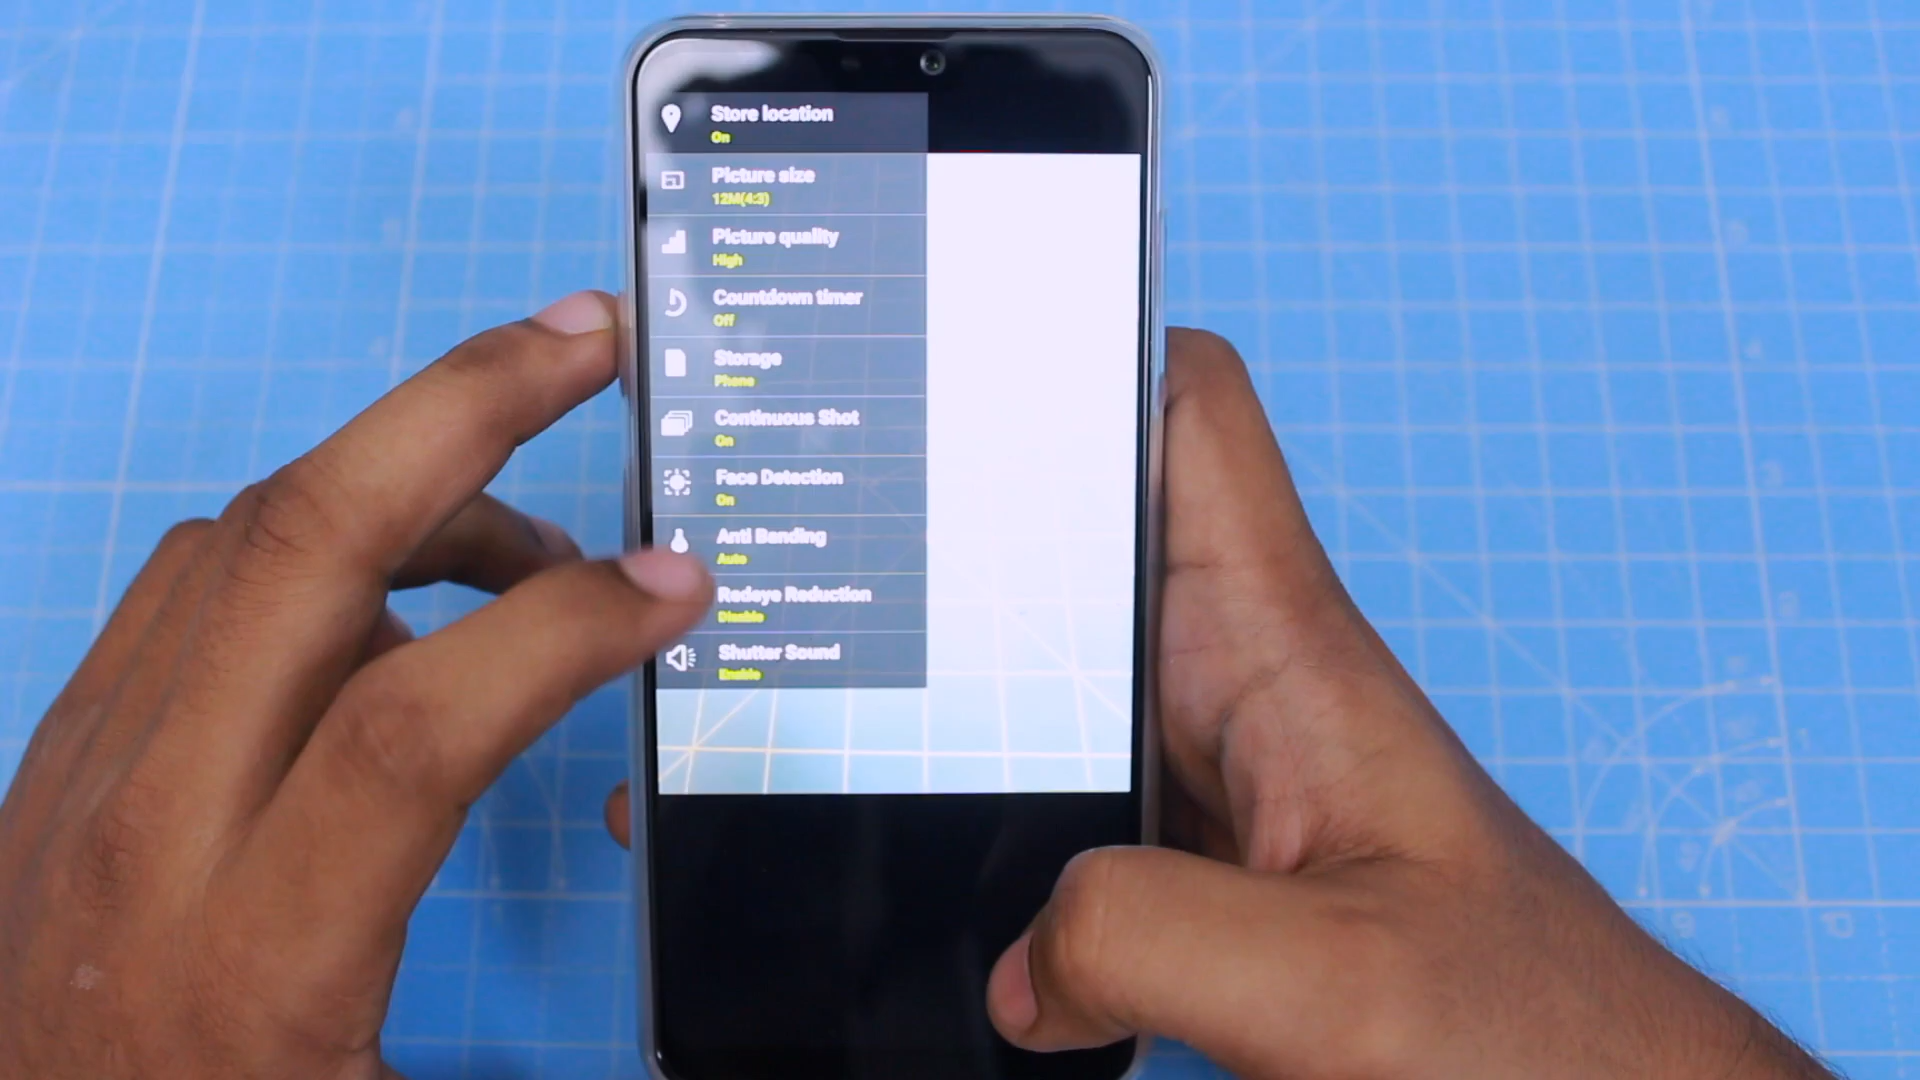 Store location
On
Picture size
12M(4:3)
Picture quality
High
Countdown timer
Off
Storage
Phone
Continuous Shot
On
Face Detection
On
Anti Banding
Auto
Redeye Reduction
Disable
Shutter Sound
Enable